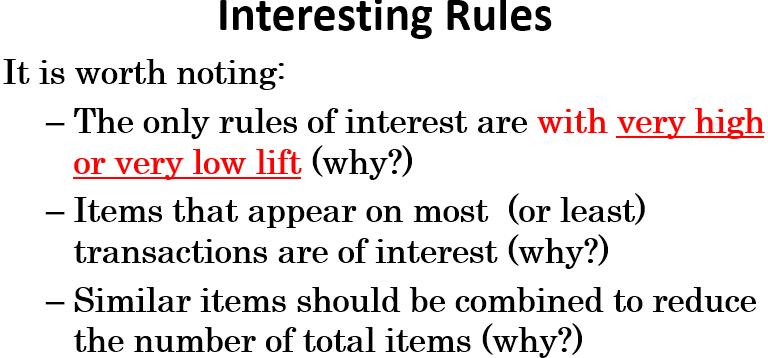 Interesting Rules
It is worth noting:
– The only rules of interest are with very high
or very low lift (why?)
– Items that appear on most (or least)
transactions are of interest (why?)
– Similar items should be combined to reduce
the number of total items (why?)